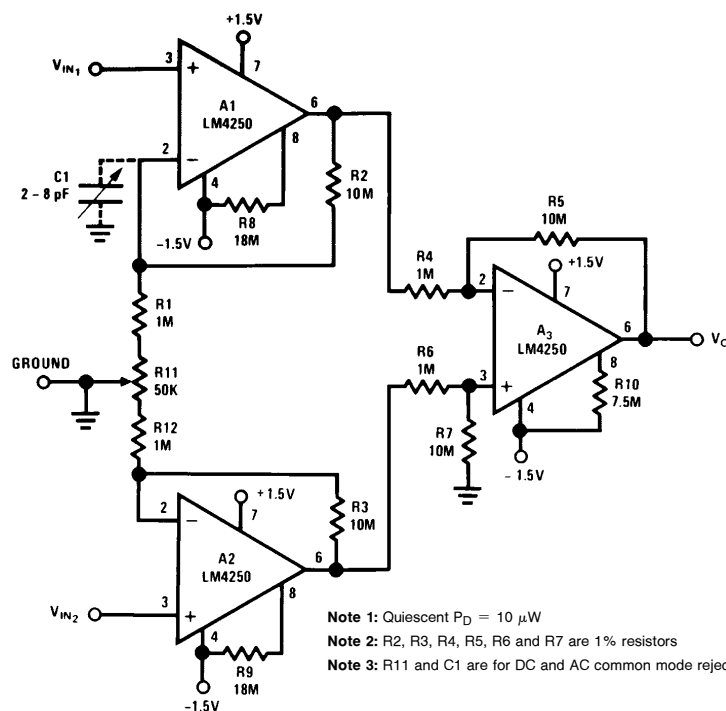 +1.5V
V_IN1
3
+
7
A1
LM4250
6
8
2
−
C1
2 – 8 pF
4
R8
18M
−1.5V
R2
10M
R5
10M
R4
1M
+1.5V
2
−
7
A3
LM4250
6
R1
1M
GROUND
R11
50K
R6
1M
3
+
8
R10
7.5M
4
R12
1M
R7
10M
− 1.5V
+1.5V
2
−
7
R3
10M
A2
LM4250
6
8
V_IN2
3
+
4
R9
18M
−1.5V
Note 1: Quiescent P_D = 10 μW
Note 2: R2, R3, R4, R5, R6 and R7 are 1% resistors
Note 3: R11 and C1 are for DC and AC common mode